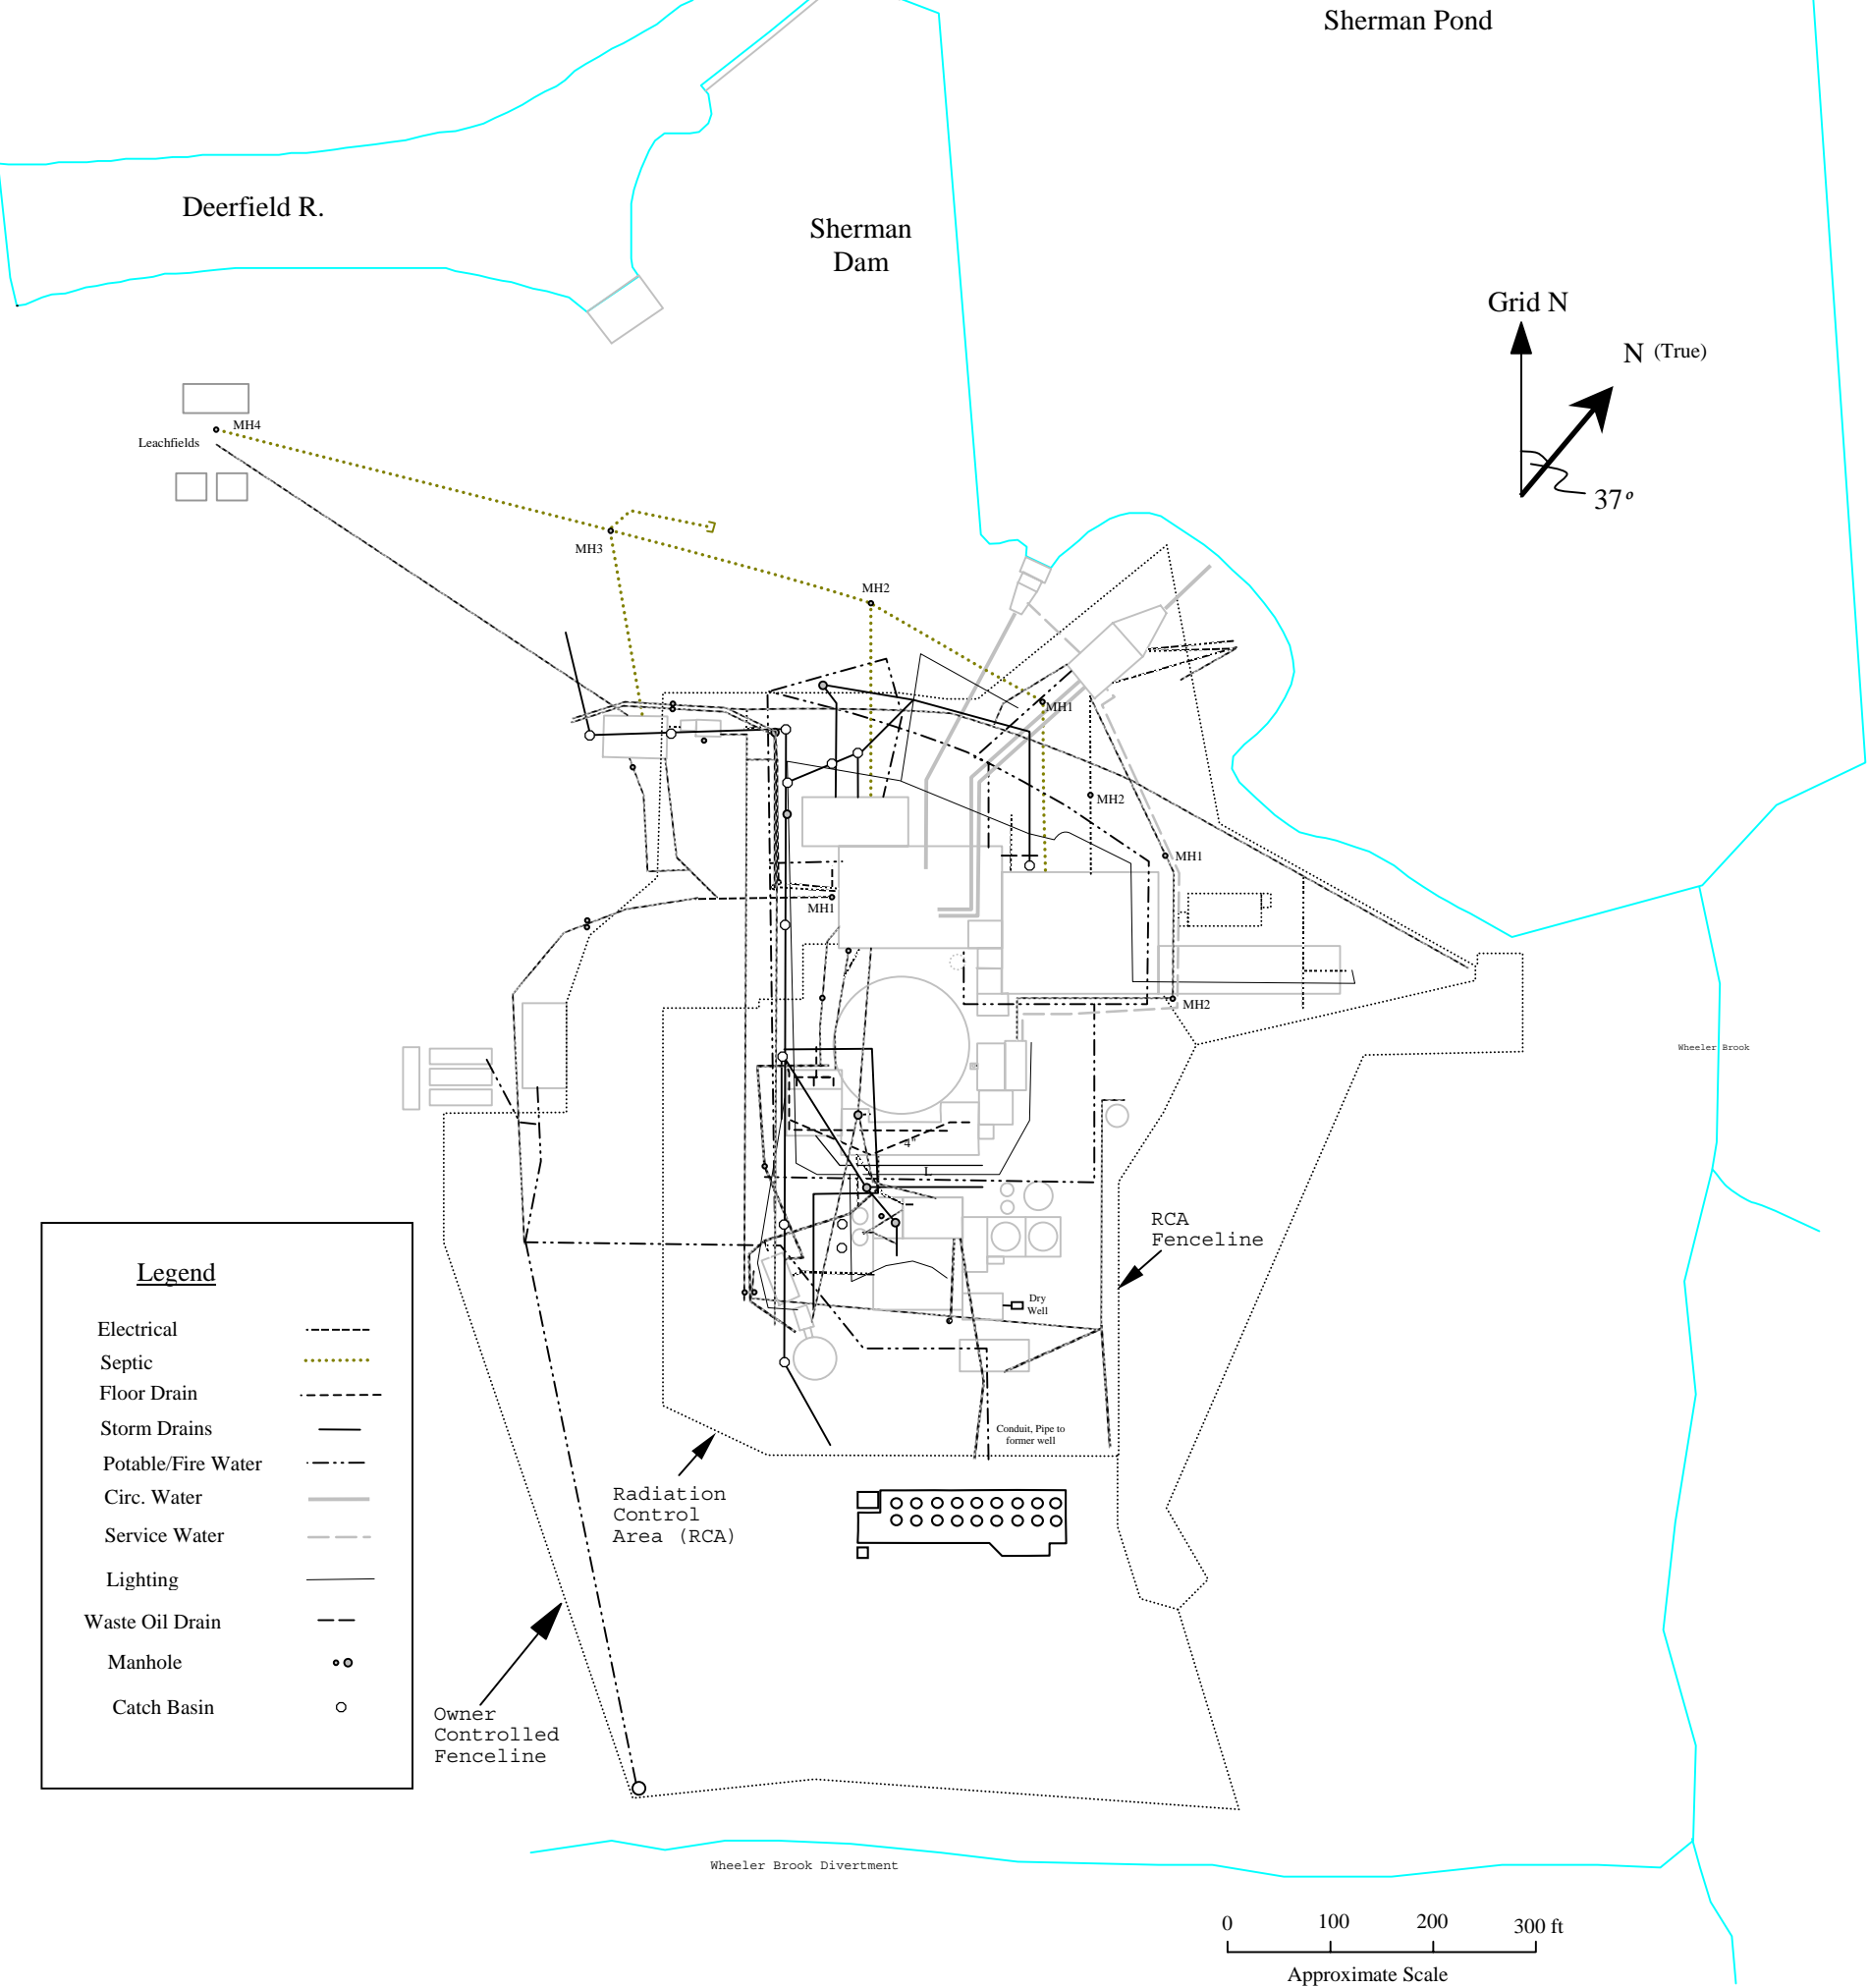 Sherman Pond
Deerfield R.
Sherman
Dam
Grid N
N (True)
37º
MH4
Leachfields
MH3
MH2
MH1
MH2
MH1
MH1
MH2
Wheeler Brook
4"
L
RCA
Fenceline
Dry
Well
Conduit, Pipe to
former well
Radiation
Control
Area (RCA)
Owner
Controlled
Fenceline
Legend
Electrical
Septic
Floor Drain
Storm Drains
Potable/Fire Water
Circ. Water
Service Water
Lighting
Waste Oil Drain
Manhole
Catch Basin
Wheeler Brook Divertment
0 100 200 300 ft
Approximate Scale